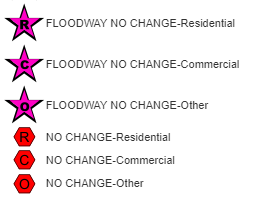 R FLOODWAY NO CHANGE-Residential
C FLOODWAY NO CHANGE-Commercial
O FLOODWAY NO CHANGE-Other
R NO CHANGE-Residential
C NO CHANGE-Commercial
O NO CHANGE-Other